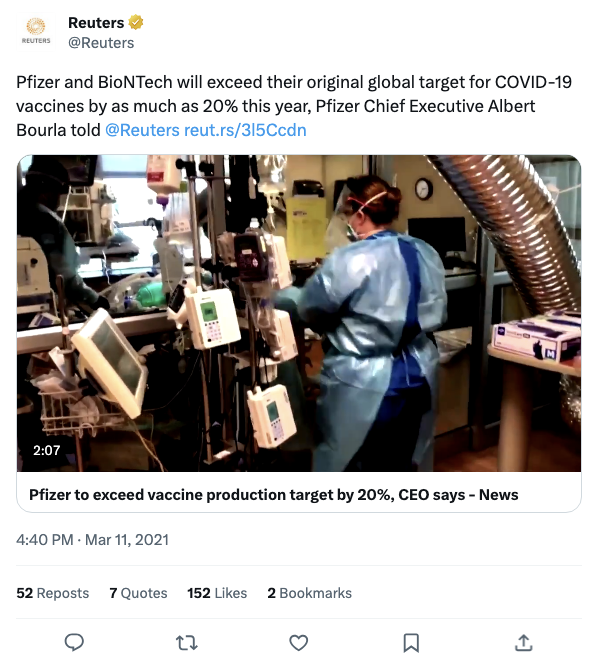 Reuters
REUTERS
@Reuters
Pfizer and BioNTech will exceed their original global target for COVID-19
vaccines by as much as 20% this year, Pfizer Chief Executive Albert
Bourla told @Reuters reut.rs/3l5Ccdn
M
2:07
Pfizer to exceed vaccine production target by 20%, CEO says - News
4:40 PM · Mar 11, 2021
52 Reposts 7 Quotes 152 Likes 2 Bookmarks